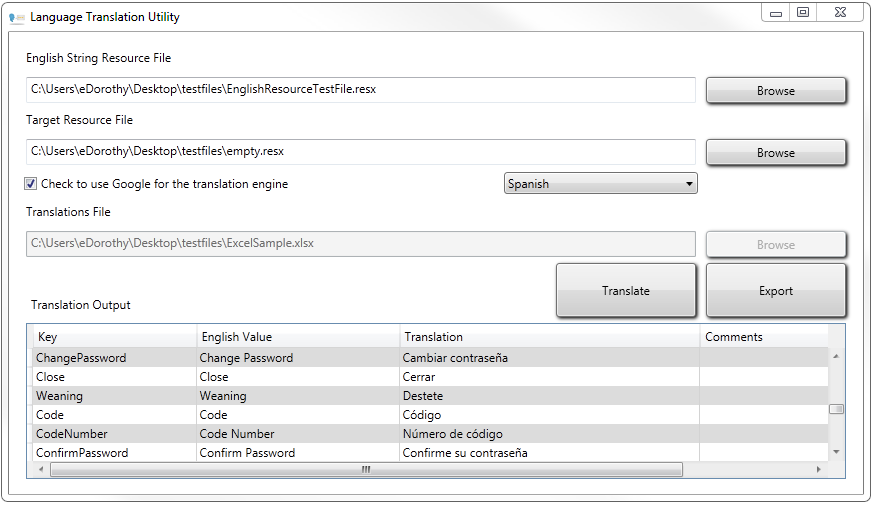 Language Translation Utility
English String Resource File
C:\Users\eDorothy\Desktop\testfiles\EnglishResourceTestFile.resx
Browse
Target Resource File
C:\Users\eDorothy\Desktop\testfiles\empty.resx
Browse
Check to use Google for the translation engine
Spanish
Translations File
C:\Users\eDorothy\Desktop\testfiles\ExcelSample.xlsx
Browse
Translate
Export
Translation Output
Key English Value Translation Comments
ChangePassword Change Password Cambiar contraseña
Close Close Cerrar
Weaning Weaning Destete
Code Code Código
CodeNumber Code Number Número de código
ConfirmPassword Confirm Password Confirme su contraseña